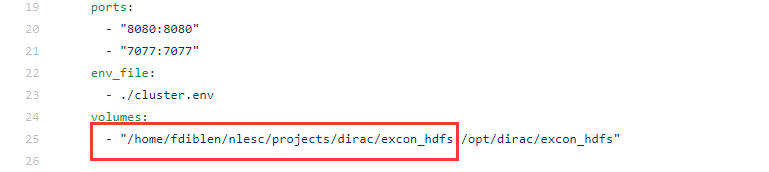 19 ports:
20 - "8080:8080"
21 - "7077:7077"
22 env_file:
23 - ./cluster.env
24 volumes:
25 - "/home/fdiblen/nlesc/projects/dirac/excon_hdfs:/opt/dirac/excon_hdfs"
26